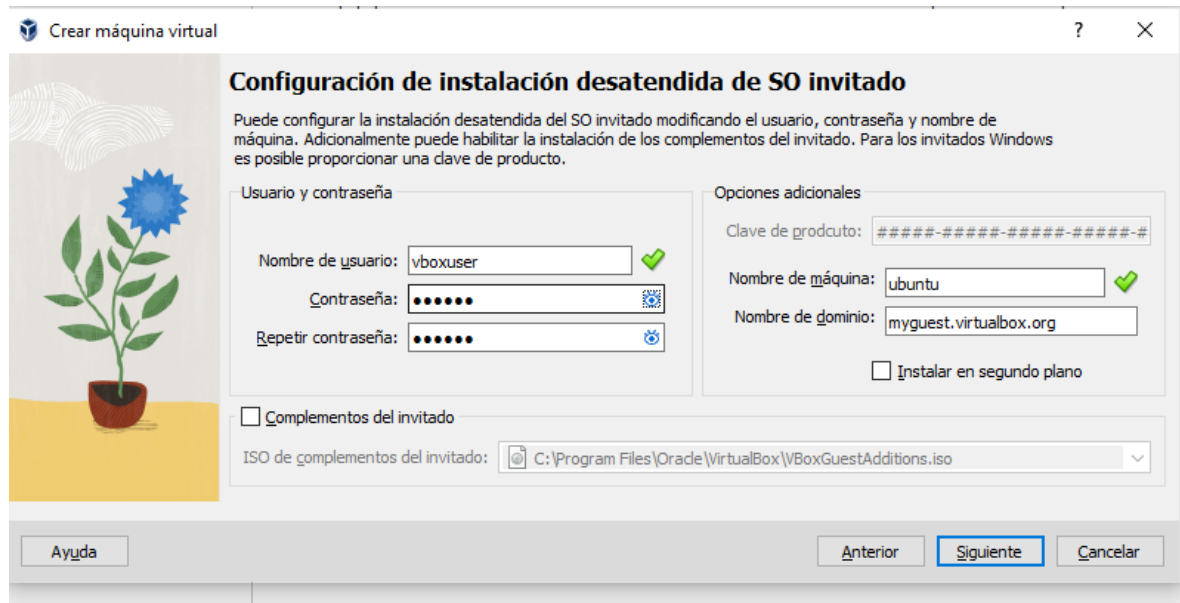 Crear máquina virtual
?
Configuración de instalación desatendida de SO invitado
Puede configurar la instalación desatendida del SO invitado modificando el usuario, contraseña y nombre de
máquina. Adicionalmente puede habilitar la instalación de los complementos del invitado. Para los invitados Windows
es posible proporcionar una clave de producto.
Usuario y contraseña
Nombre de usuario: vboxuser
Contraseña: ●●●●●●
Repetir contraseña: ●●●●●●
Opciones adicionales
Clave de prodcuto: #####-#####-#####-#####-#
Nombre de máquina: ubuntu
Nombre de dominio: myguest.virtualbox.org
Instalar en segundo plano
Complementos del invitado
ISO de complementos del invitado: C:\Program Files\Oracle\VirtualBox\VBoxGuestAdditions.iso
Ayuda
Anterior
Siguiente
Cancelar